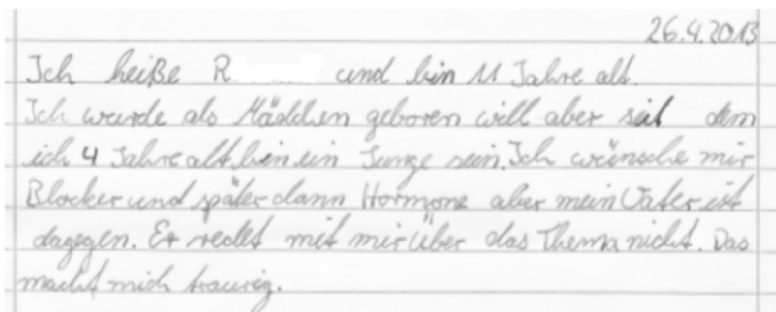 26.4.2013
Ich heiße R. und bin 11 Jahre alt.
Ich wurde als Mädchen geboren will aber seit dem
ich 4 Jahre alt bin ein Junge sein. Ich wünsche mir
Blocker und später dann Hormone aber mein Vater ist
dagegen. Er redet mit mir über das Thema nicht. Das
macht mich traurig.